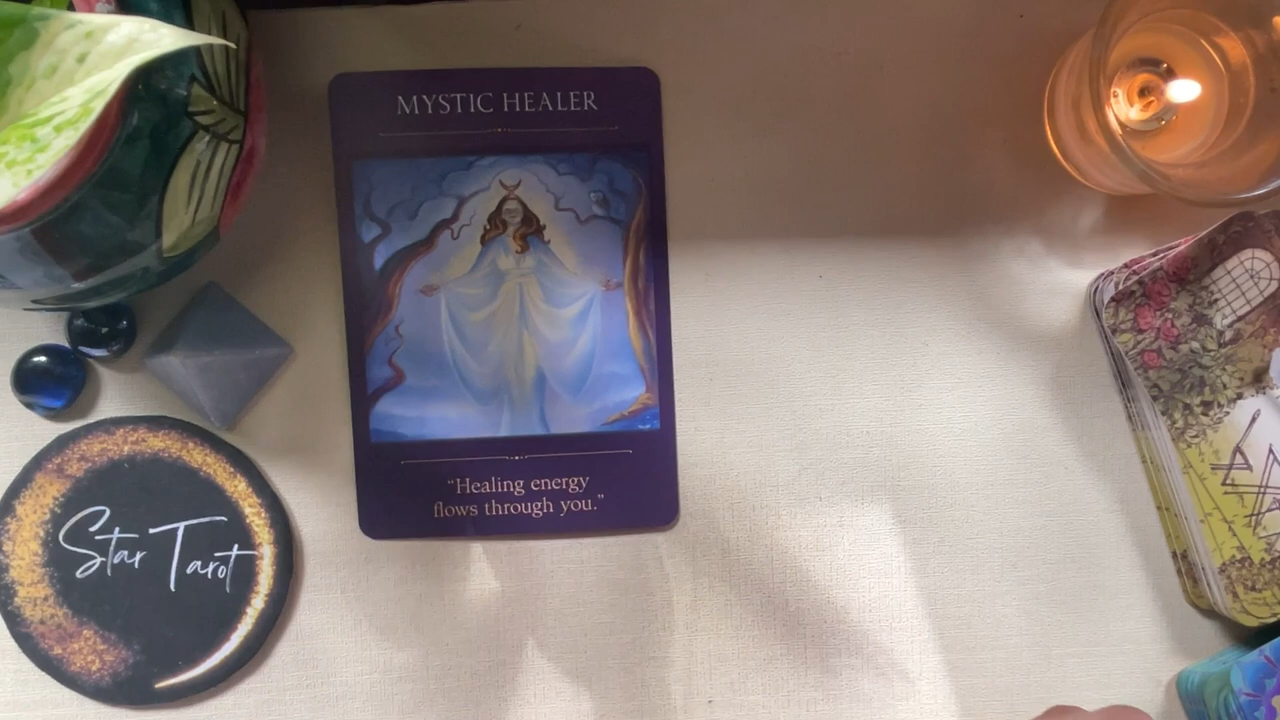 MYSTIC HEALER
“Healing energy
flows through you.”
Star Tarot